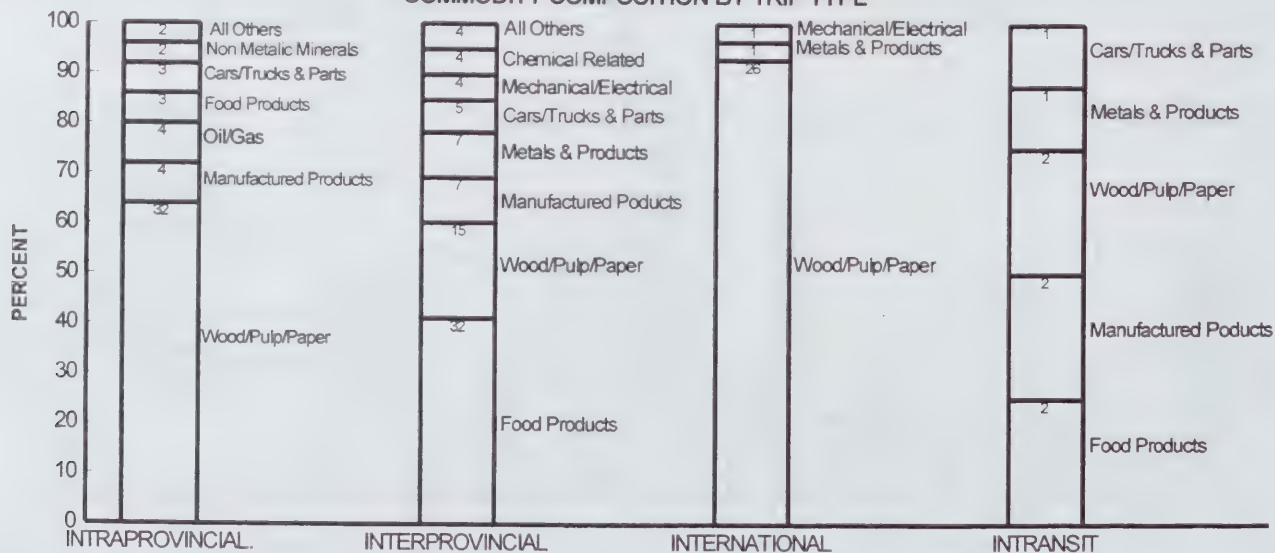 COMMODITY COMPOSITION BY TRIP TYPE
PERCENT
100
90
80
70
60
50
40
30
20
10
0
2 All Others
2 Non Metalic Minerals
3 Cars/Trucks & Parts
3 Food Products
4 Oil/Gas
4 Manufactured Products
32 Wood/Pulp/Paper
INTRAPROVINCIAL.
4 All Others
4 Chemical Related
4 Mechanical/Electrical
5 Cars/Trucks & Parts
7 Metals & Products
7 Manufactured Poducts
15 Wood/Pulp/Paper
32 Food Products
INTERPROVINCIAL
1 Mechanical/Electrical
1 Metals & Products
26 Wood/Pulp/Paper
INTERNATIONAL
1 Cars/Trucks & Parts
1 Metals & Products
2 Wood/Pulp/Paper
2 Manufactured Poducts
2 Food Products
INTRANSIT